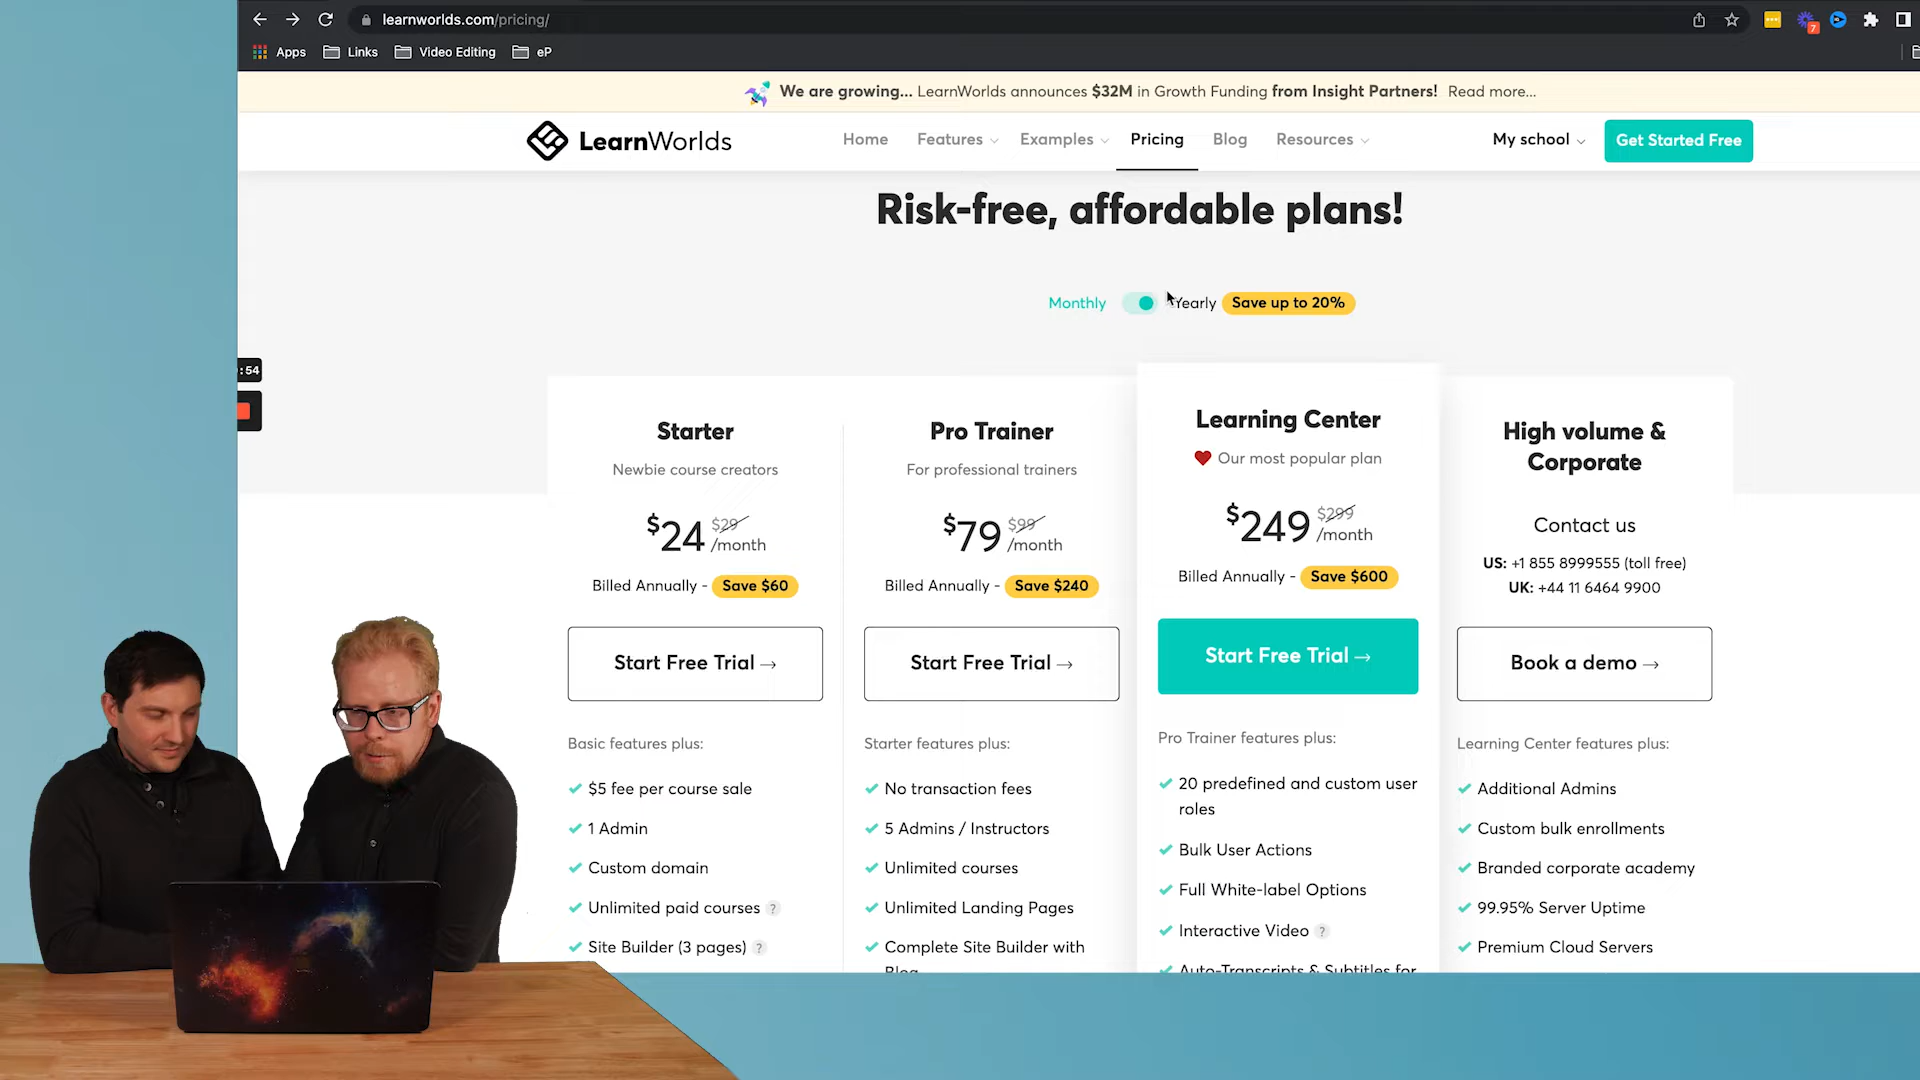 learnworlds.com/pricing/
7
Apps Links Video Editing eP
We are growing... LearnWorlds announces $32M in Growth Funding from Insight Partners! Read more...
LearnWorlds Home Features Examples Pricing Blog Resources My school Get Started Free
Risk-free, affordable plans!
Monthly Yearly Save up to 20%
:54
Starter
Newbie course creators
$24 $29 /month
Billed Annually - Save $60
Start Free Trial →
Basic features plus:
$5 fee per course sale
1 Admin
Custom domain
Unlimited paid courses ?
Site Builder (3 pages) ?
Pro Trainer
For professional trainers
$79 $99 /month
Billed Annually - Save $240
Start Free Trial →
Starter features plus:
No transaction fees
5 Admins / Instructors
Unlimited courses
Unlimited Landing Pages
Complete Site Builder with
Blog
Learning Center
Our most popular plan
$249 $299 /month
Billed Annually - Save $600
Start Free Trial →
Pro Trainer features plus:
20 predefined and custom user
roles
Bulk User Actions
Full White-label Options
Interactive Video ?
Auto-Transcripts & Subtitles for
High volume &
Corporate
Contact us
US: +1 855 8999555 (toll free)
UK: +44 11 6464 9900
Book a demo →
Learning Center features plus:
Additional Admins
Custom bulk enrollments
Branded corporate academy
99.95% Server Uptime
Premium Cloud Servers